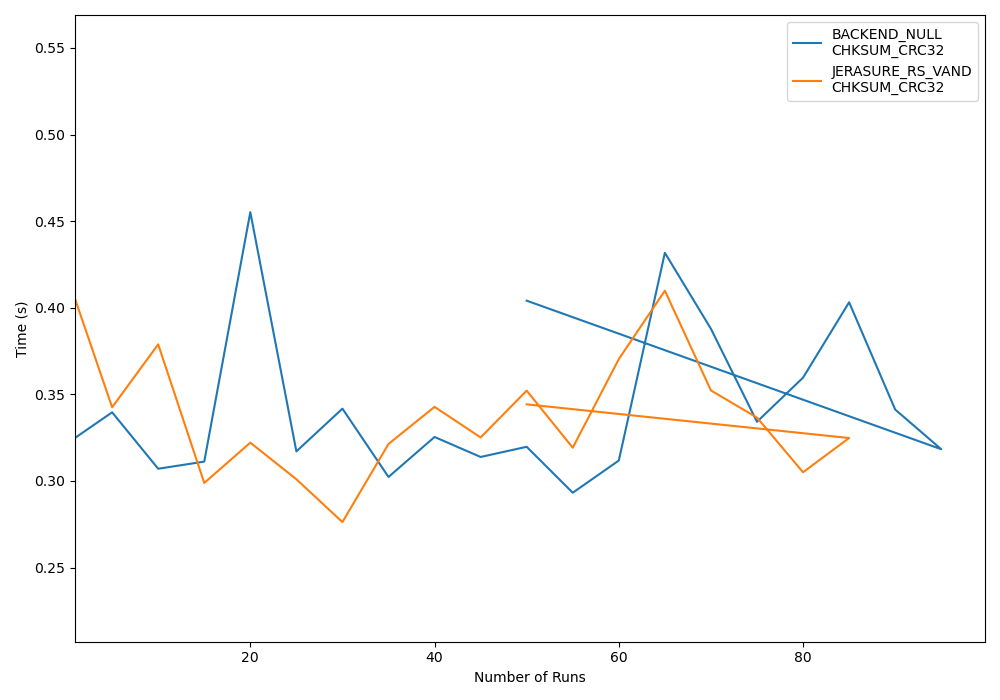 0.55
0.50
0.45
0.40
0.35
0.30
0.25
Time (s)
20
40
60
80
Number of Runs
BACKEND_NULL
CHKSUM_CRC32
JERASURE_RS_VAND
CHKSUM_CRC32